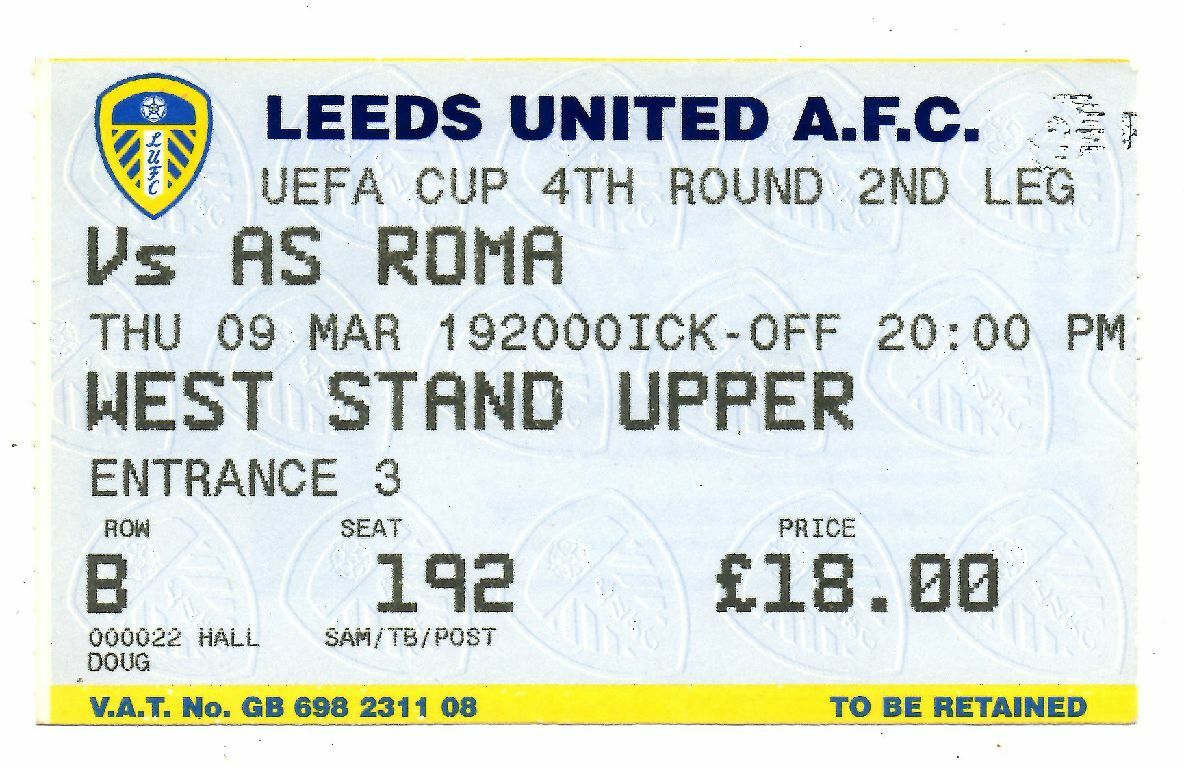 LUFC
LEEDS UNITED A.F.C.
UEFA CUP 4TH ROUND 2ND LEG
Vs AS ROMA
THU 09 MAR 192000ICK-OFF 20:00 PM
WEST STAND UPPER
ENTRANCE 3
ROW SEAT PRICE
B 192 £18.00
000022 HALL SAM/TB/POST
DOUG
V.A.T. No. GB 698 2311 08 TO BE RETAINED